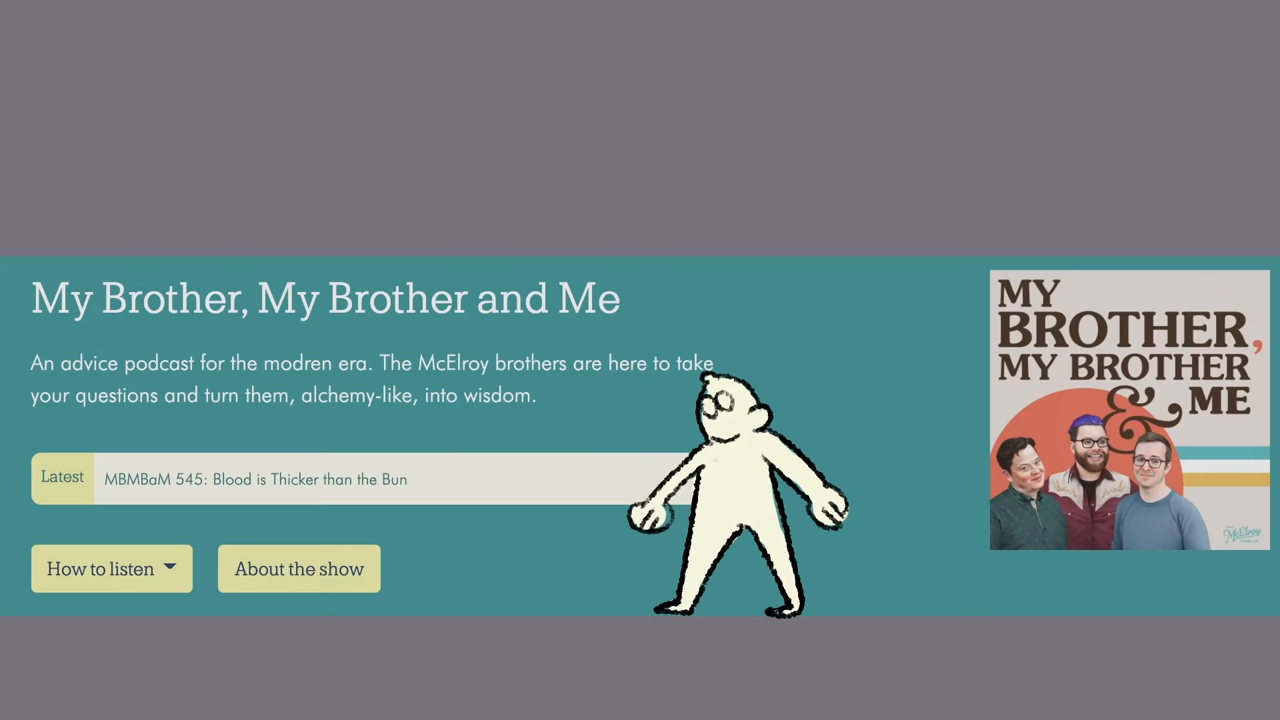 My Brother, My Brother and Me
An advice podcast for the modren era. The McElroy brothers are here to take
your questions and turn them, alchemy-like, into wisdom.
Latest
MBMBaM 545: Blood is Thicker than the Bun
How to listen
About the show
MY
BROTHER,
MY BROTHER
& ME
McElroy